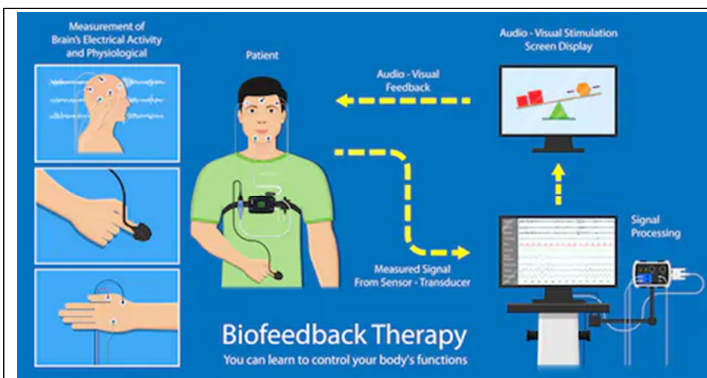 Measurement of
Brain's Electrical Activity
and Physiological
Patient
Audio - Visual
Feedback
Audio - Visual Stimulation
Screen Display
Measured Signal
From Sensor - Transducer
Signal
Processing
Biofeedback Therapy
You can learn to control your body's functions